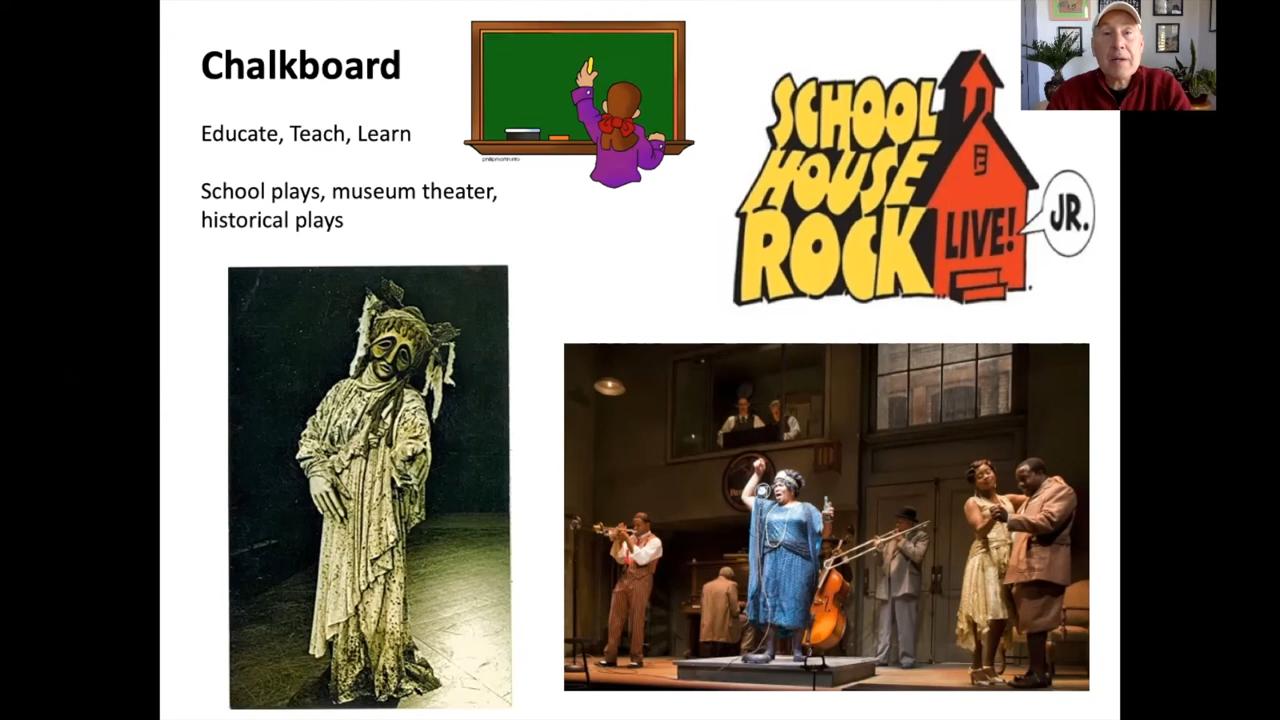 Chalkboard
Educate, Teach, Learn
School plays, museum theater,
historical plays
SCHOOL
HOUSE
ROCK
LIVE!
JR.